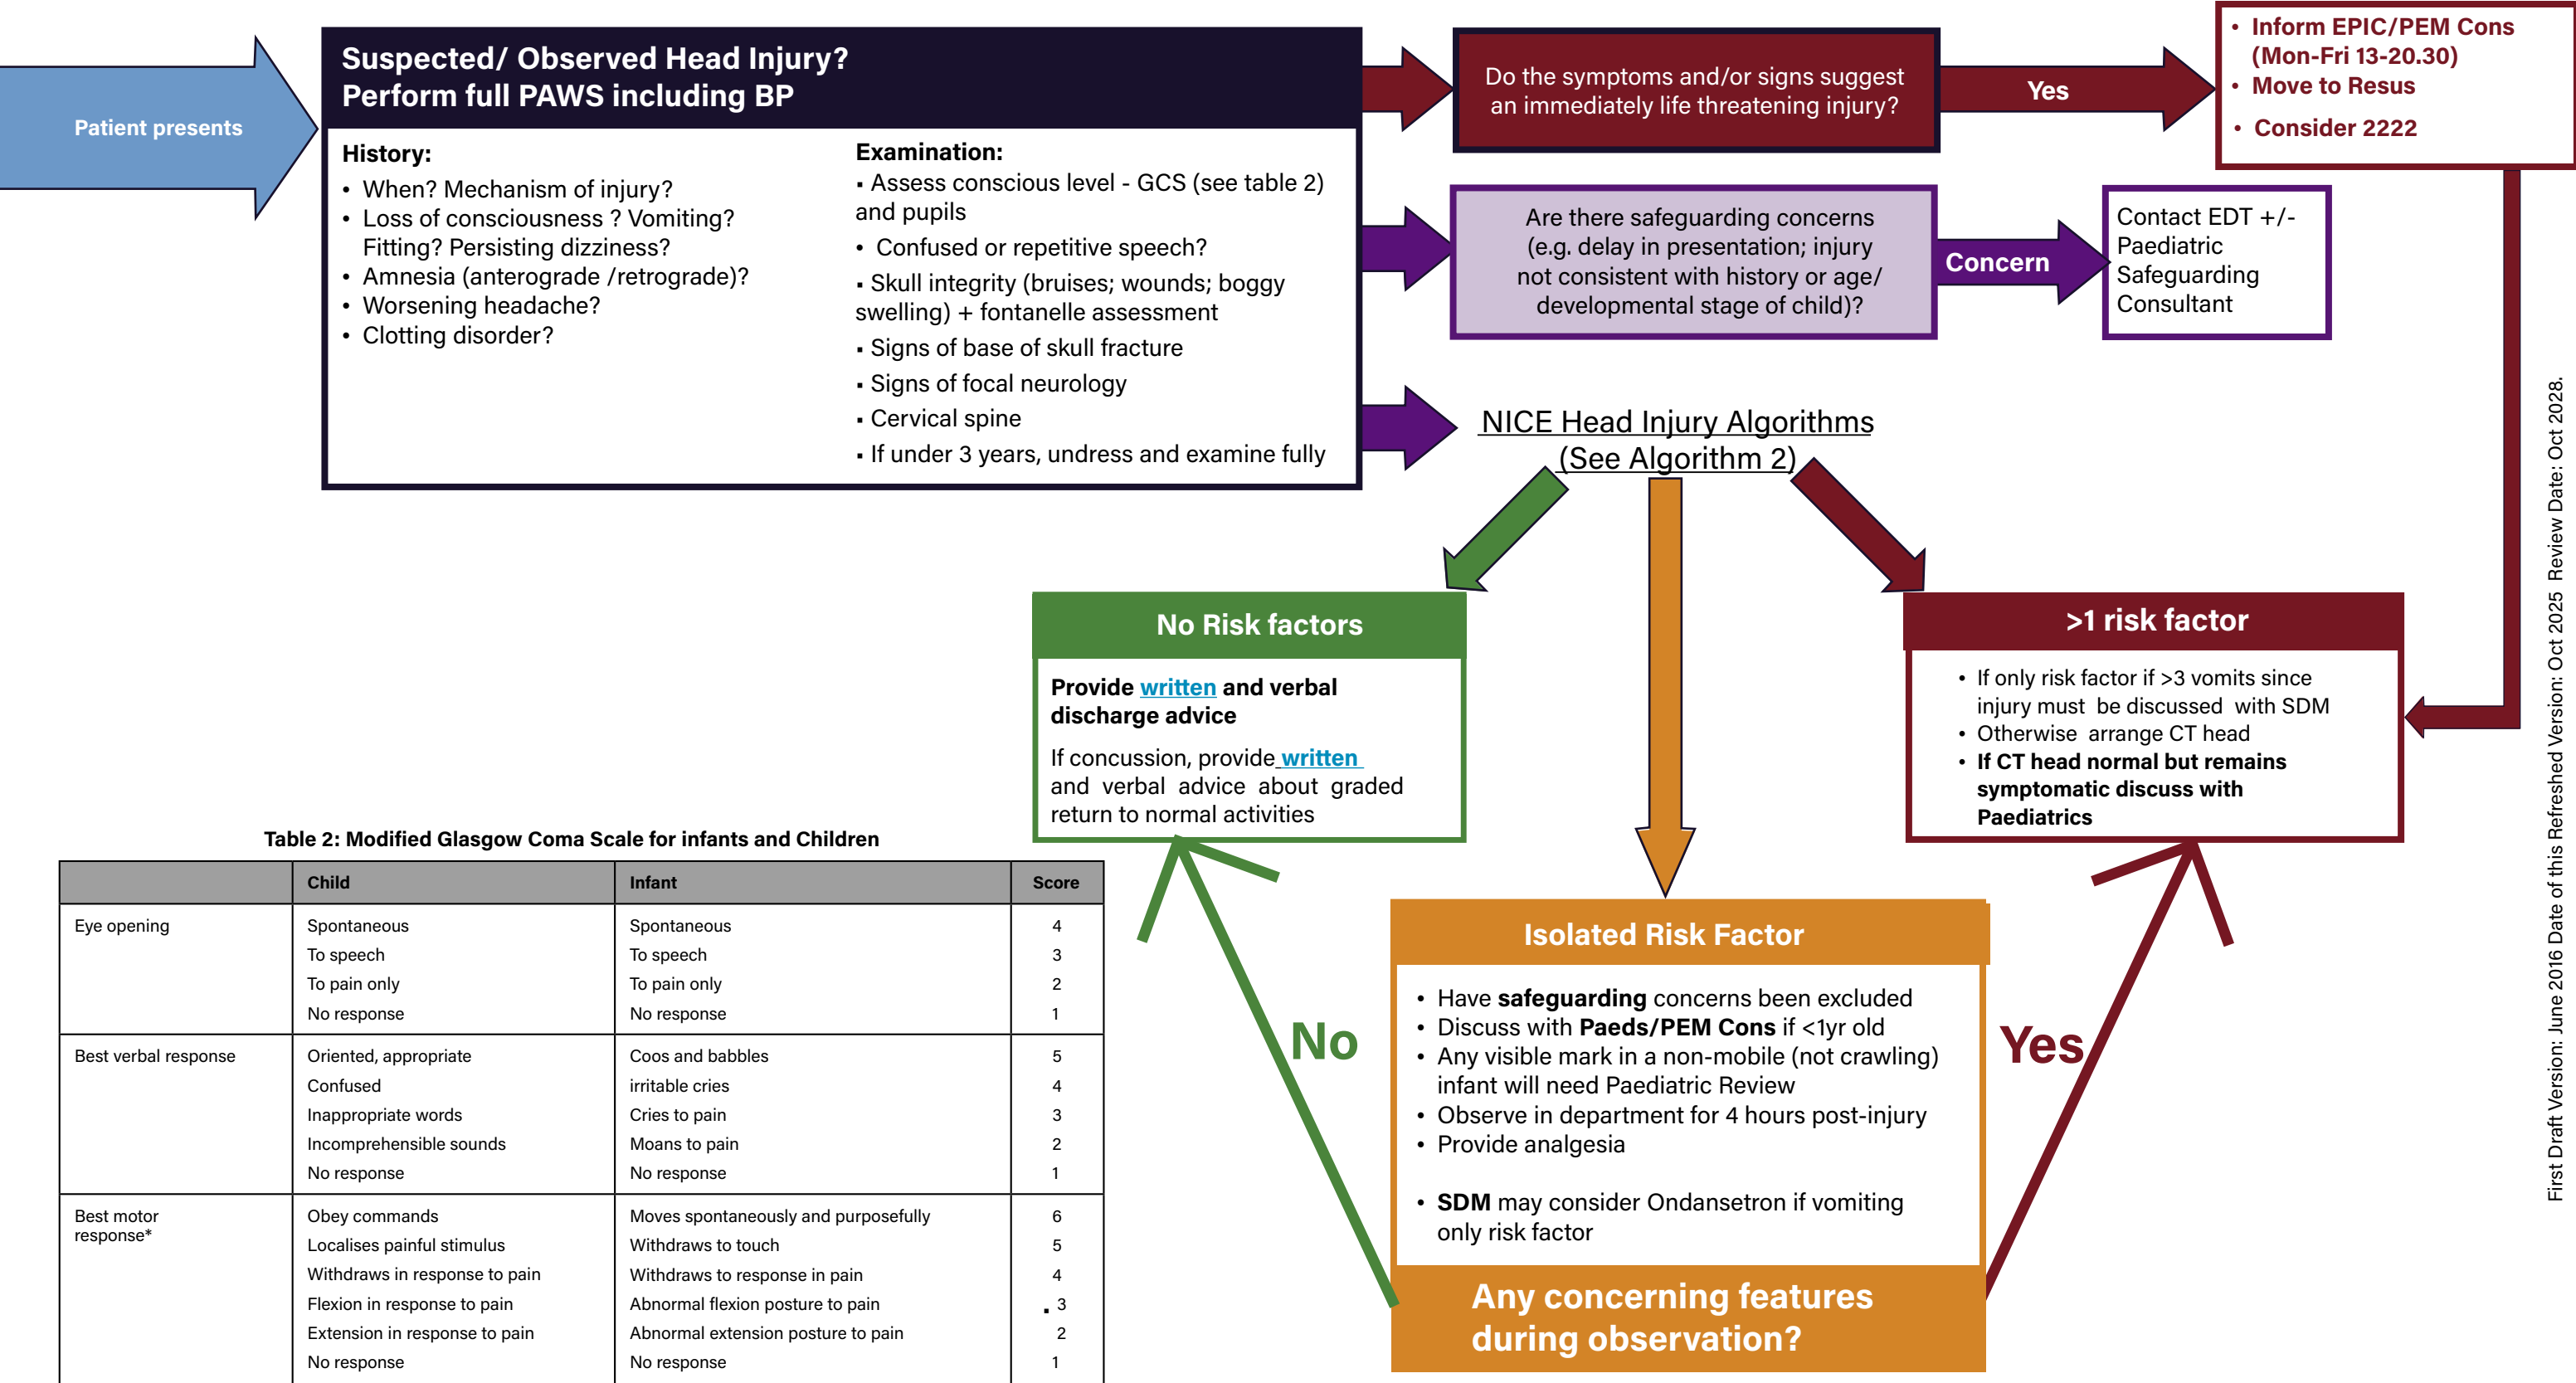 Patient presents
Suspected/ Observed Head Injury?
Perform full PAWS including BP
History:
• When? Mechanism of injury?
• Loss of consciousness ? Vomiting?
Fitting? Persisting dizziness?
• Amnesia (anterograde /retrograde)?
• Worsening headache?
• Clotting disorder?
Examination:
▪ Assess conscious level - GCS (see table 2)
and pupils
• Confused or repetitive speech?
▪ Skull integrity (bruises; wounds; boggy
swelling) + fontanelle assessment
▪ Signs of base of skull fracture
▪ Signs of focal neurology
▪ Cervical spine
▪ If under 3 years, undress and examine fully
Do the symptoms and/or signs suggest
an immediately life threatening injury?
Yes
• Inform EPIC/PEM Cons
(Mon-Fri 13-20.30)
• Move to Resus
• Consider 2222
Are there safeguarding concerns
(e.g. delay in presentation; injury
not consistent with history or age/
developmental stage of child)?
Concern
Contact EDT +/-
Paediatric
Safeguarding
Consultant
NICE Head Injury Algorithms
(See Algorithm 2)
No Risk factors
Provide written and verbal
discharge advice
If concussion, provide written
and verbal advice about graded
return to normal activities
>1 risk factor
• If only risk factor if >3 vomits since
injury must be discussed with SDM
• Otherwise arrange CT head
• If CT head normal but remains
symptomatic discuss with
Paediatrics
Isolated Risk Factor
• Have safeguarding concerns been excluded
• Discuss with Paeds/PEM Cons if <1yr old
• Any visible mark in a non-mobile (not crawling)
infant will need Paediatric Review
• Observe in department for 4 hours post-injury
• Provide analgesia
• SDM may consider Ondansetron if vomiting
only risk factor
Any concerning features
during observation?
No
Yes
Table 2: Modified Glasgow Coma Scale for infants and Children
Child Infant Score
Eye opening Spontaneous Spontaneous 4
To speech To speech 3
To pain only To pain only 2
No response No response 1
Best verbal response Oriented, appropriate Coos and babbles 5
Confused irritable cries 4
Inappropriate words Cries to pain 3
Incomprehensible sounds Moans to pain 2
No response No response 1
Best motor
response* Obey commands Moves spontaneously and purposefully 6
Localises painful stimulus Withdraws to touch 5
Withdraws in response to pain Withdraws to response in pain 4
Flexion in response to pain Abnormal flexion posture to pain . 3
Extension in response to pain Abnormal extension posture to pain 2
No response No response 1
First Draft Version: June 2016 Date of this Refreshed Version: Oct 2025 Review Date: Oct 2028.